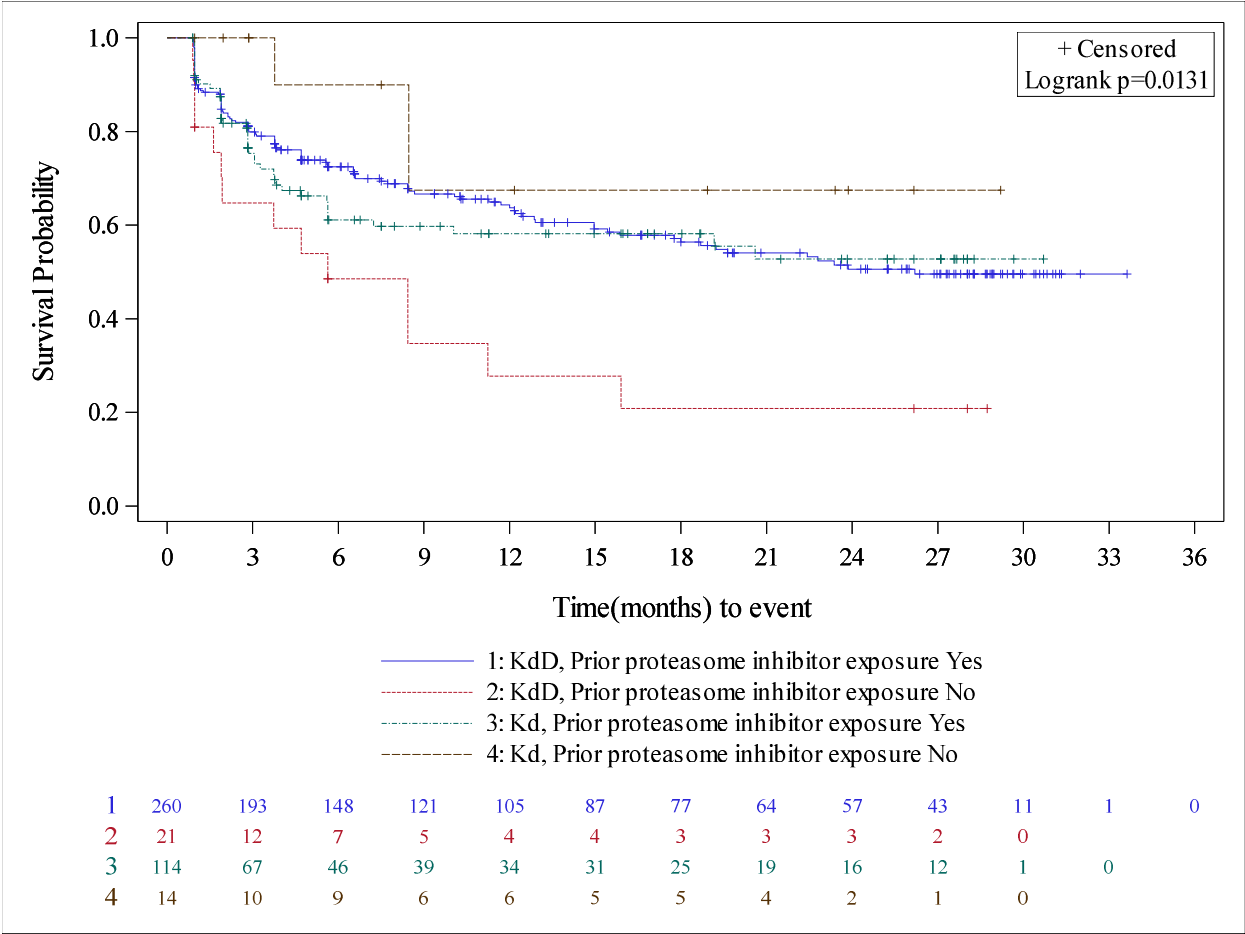 + Censored
Logrank p=0.0131
1.0
0.8
0.6
0.4
0.2
0.0
Survival Probability
0 3 6 9 12 15 18 21 24 27 30 33 36
Time(months) to event
1: KdD, Prior proteasome inhibitor exposure Yes
2: KdD, Prior proteasome inhibitor exposure No
3: Kd, Prior proteasome inhibitor exposure Yes
4: Kd, Prior proteasome inhibitor exposure No
1 260 193 148 121 105 87 77 64 57 43 11 1 0
2 21 12 7 5 4 4 3 3 3 2 0
3 114 67 46 39 34 31 25 19 16 12 1 0
4 14 10 9 6 6 5 5 4 2 1 0